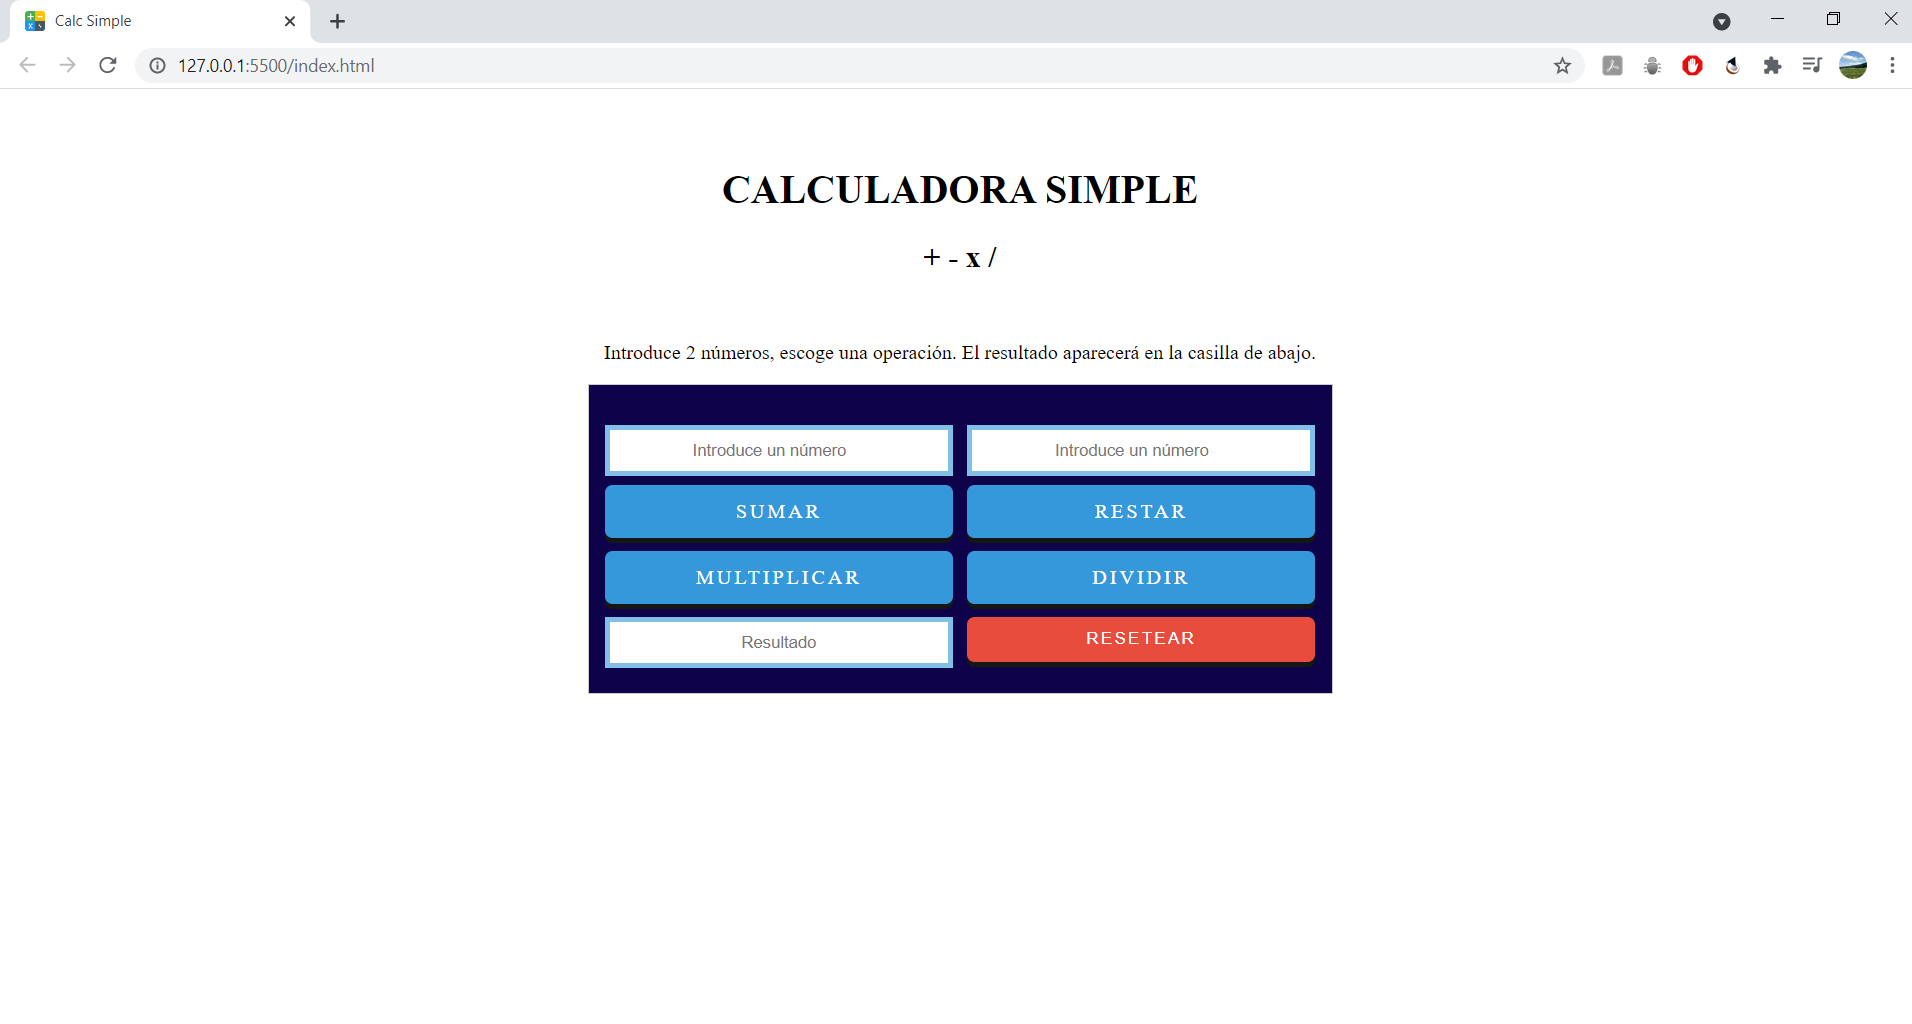 Calc Simple
127.0.0.1:5500/index.html
CALCULADORA SIMPLE
+ - x /
Introduce 2 números, escoge una operación. El resultado aparecerá en la casilla de abajo.
Introduce un número Introduce un número
SUMAR RESTAR
MULTIPLICAR DIVIDIR
Resultado RESETEAR